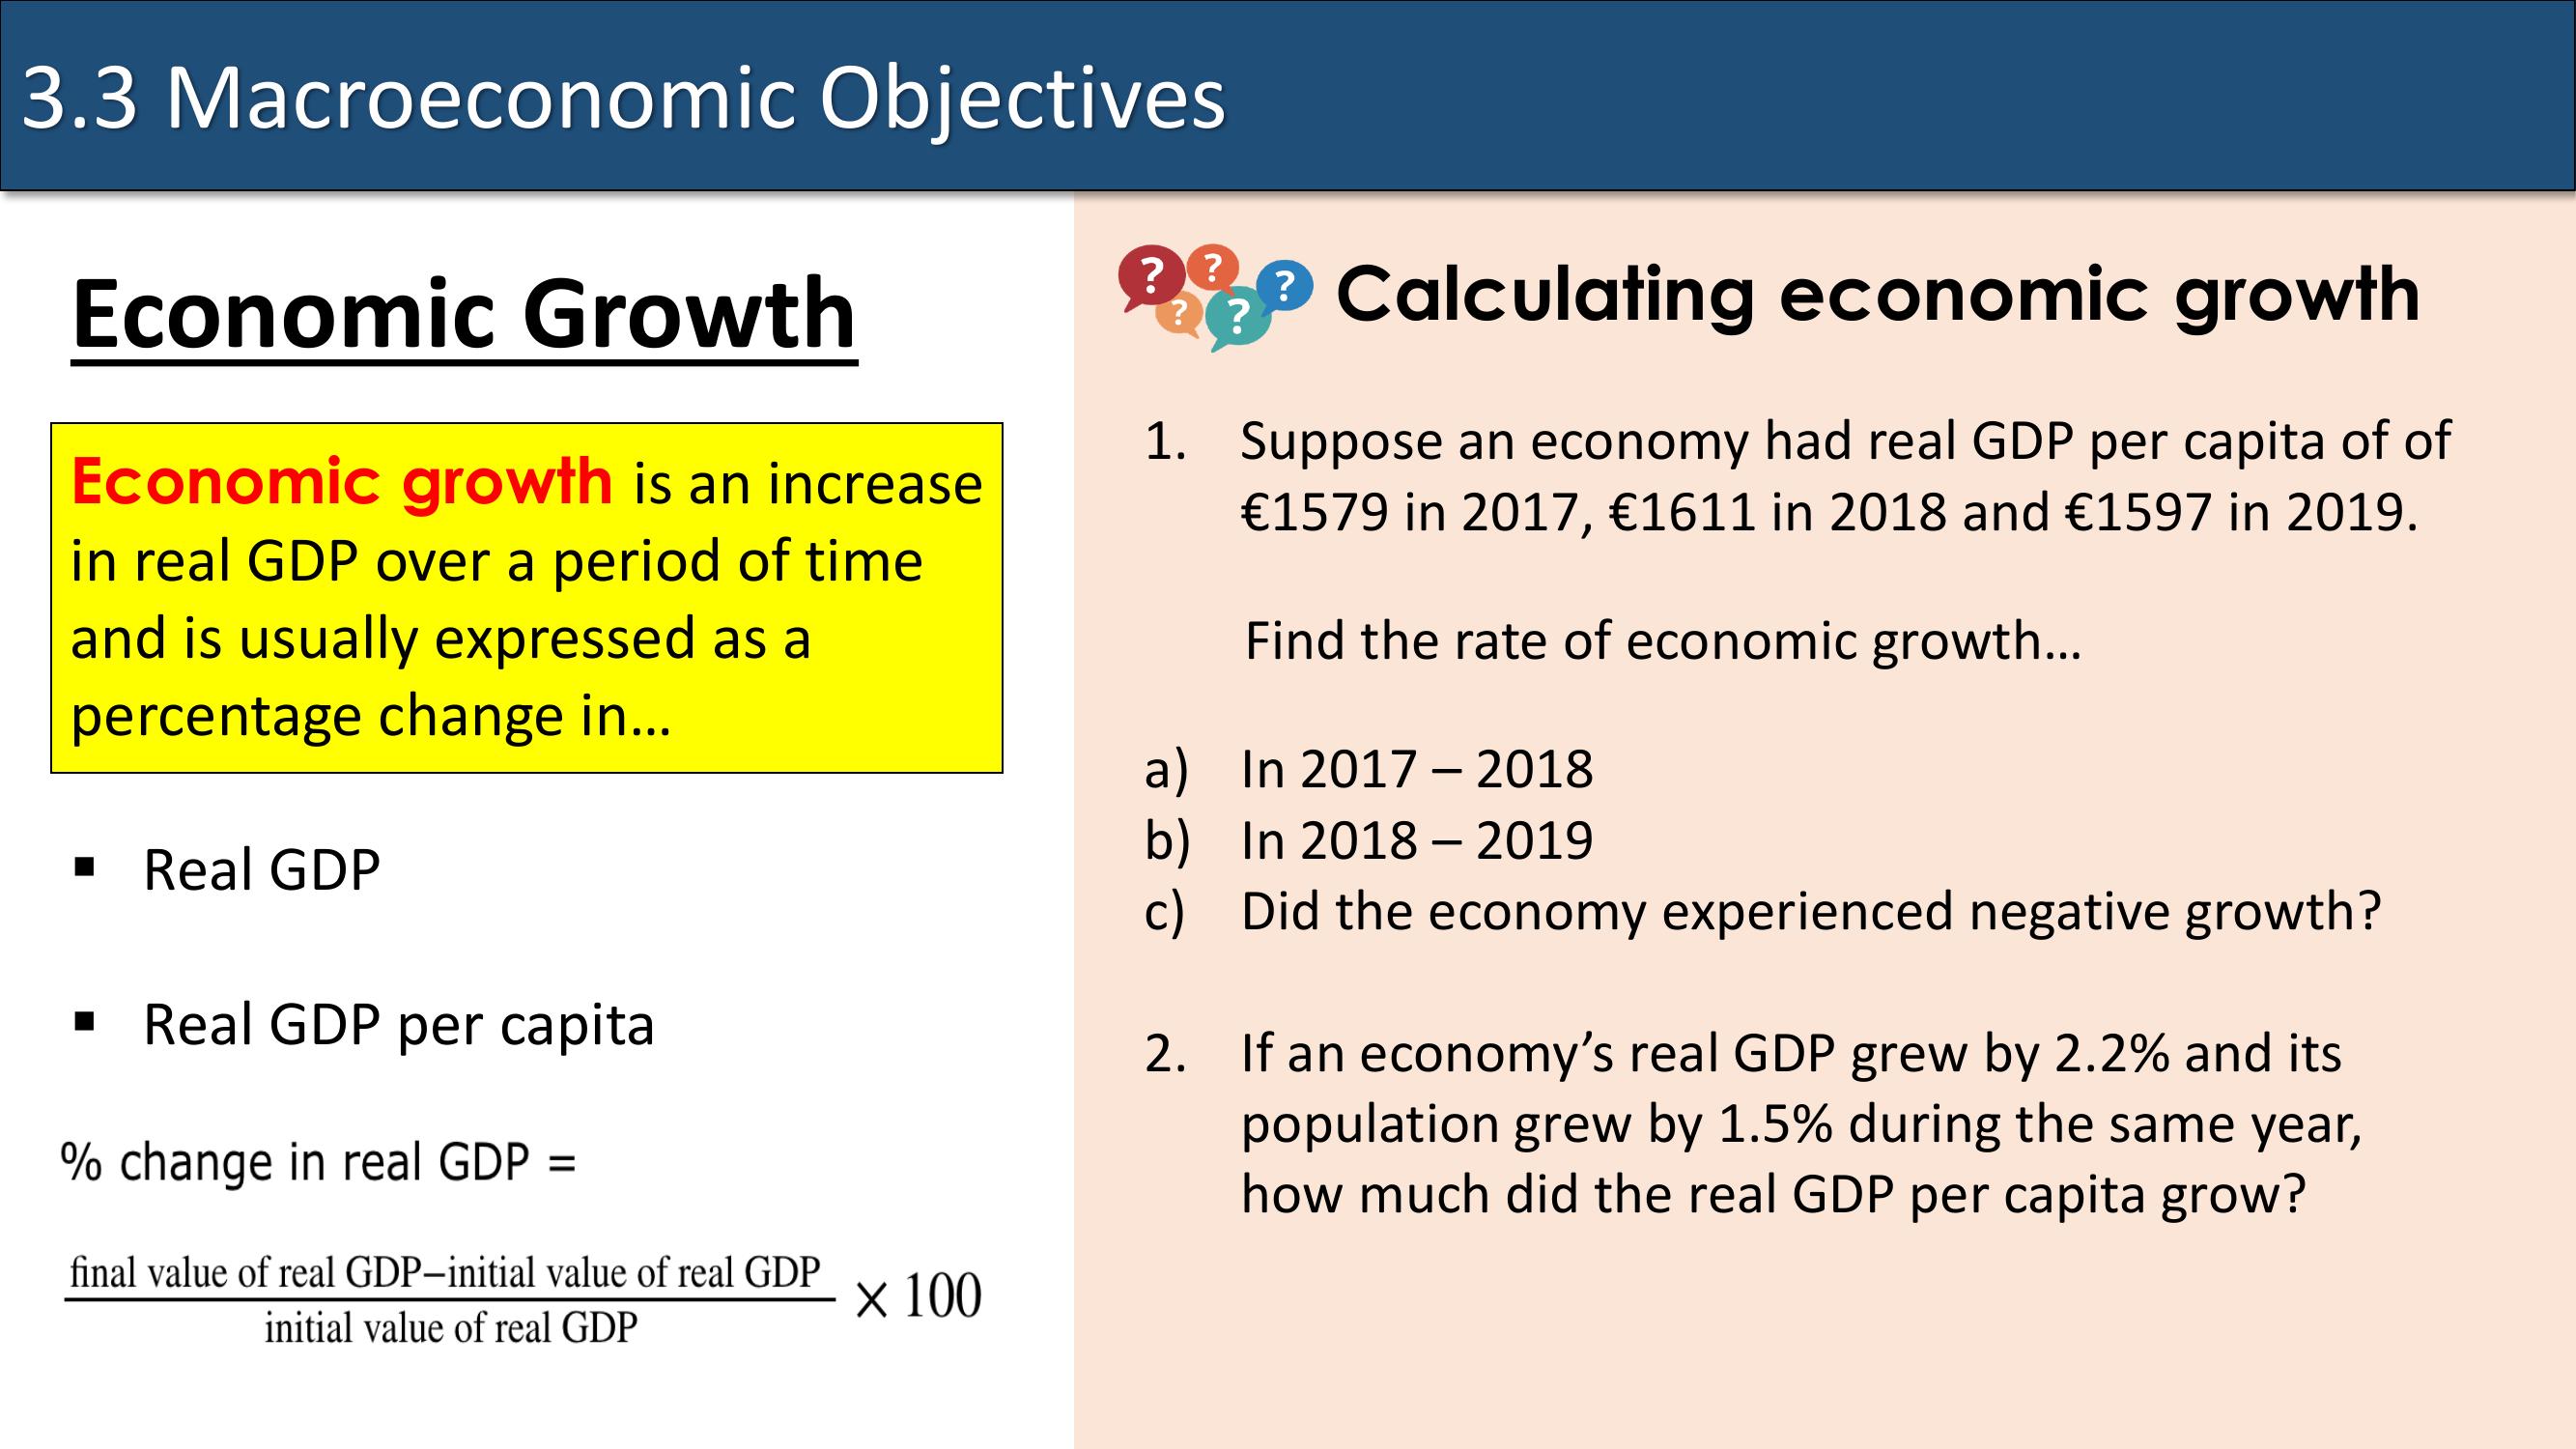 3.3 Macroeconomic Objectives
Economic Growth
Economic growth is an increase
in real GDP over a period of time
and is usually expressed as a
percentage change in…
▪ Real GDP
▪ Real GDP per capita
% change in real GDP =
final value of real GDP–initial value of real GDP
initial value of real GDP
× 100
? ? ? ? ?
Calculating economic growth
1. Suppose an economy had real GDP per capita of of
€1579 in 2017, €1611 in 2018 and €1597 in 2019.
Find the rate of economic growth…
a) In 2017 – 2018
b) In 2018 – 2019
c) Did the economy experienced negative growth?
2. If an economy’s real GDP grew by 2.2% and its
population grew by 1.5% during the same year,
how much did the real GDP per capita grow?